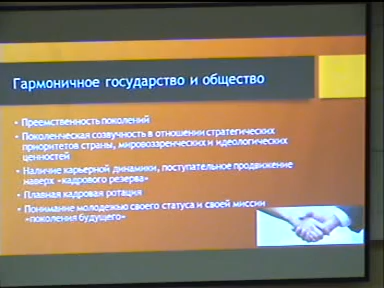 Гармоничное государство и общество
• Преемственность поколений
• Поколенческая созвучность в отношении стратегических
приоритетов страны, мировоззренческих и идеологических
ценностей
• Наличие карьерной динамики, поступательное продвижение
наверх «кадрового резерва»
• Плавная кадровая ротация
• Понимание молодежью своего статуса и своей миссии
«поколения будущего»